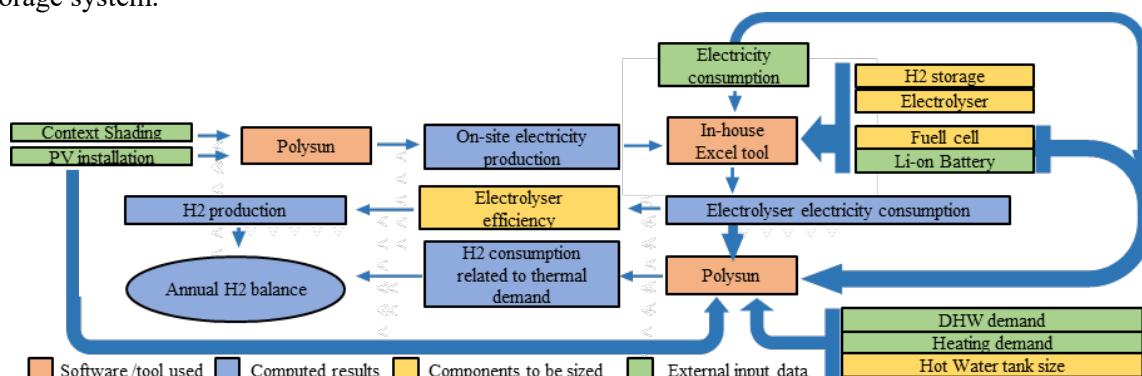 orage system.
Electricity
consumption
H2 storage
Electrolyser
Context Shading
PV installation
Polysun
On-site electricity
production
In-house
Excel tool
Fuell cell
Li-on Battery
H2 production
Electrolyser
efficiency
Electrolyser electricity consumption
Annual H2 balance
H2 consumption
related to thermal
demand
Polysun
DHW demand
Heating demand
Hot Water tank size
Software /tool used
Computed results
Components to be sized
External input data